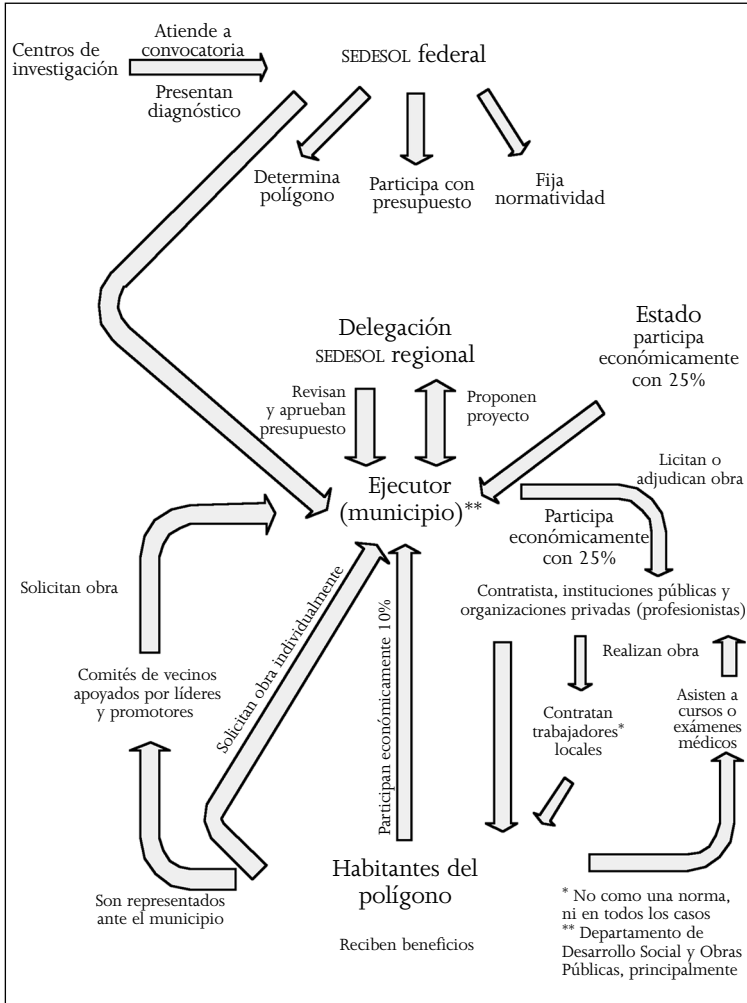 Centros de
investigación
Atiende a
convocatoria
Presentan
diagnóstico
SEDESOL federal
Determina
polígono
Participa con
presupuesto
Fija
normatividad
Delegación
SEDESOL regional
Estado
participa
económicamente
con 25%
Revisan
y aprueban
presupuesto
Proponen
proyecto
Ejecutor
(municipio)**
Licitan o
adjudican obra
Participa
económicamente
con 25%
Solicitan obra
Contratista, instituciones públicas y
organizaciones privadas (profesionistas)
Solicitan obra individualmente
Participan económicamente 10%
Realizan obra
Comités de vecinos
apoyados por líderes
y promotores
Contratan
trabajadores*
locales
Asisten a
cursos o
exámenes
médicos
Habitantes del
polígono
Reciben beneficios
Son representados
ante el municipio
* No como una norma,
ni en todos los casos
** Departamento de
Desarrollo Social y Obras
Públicas, principalmente